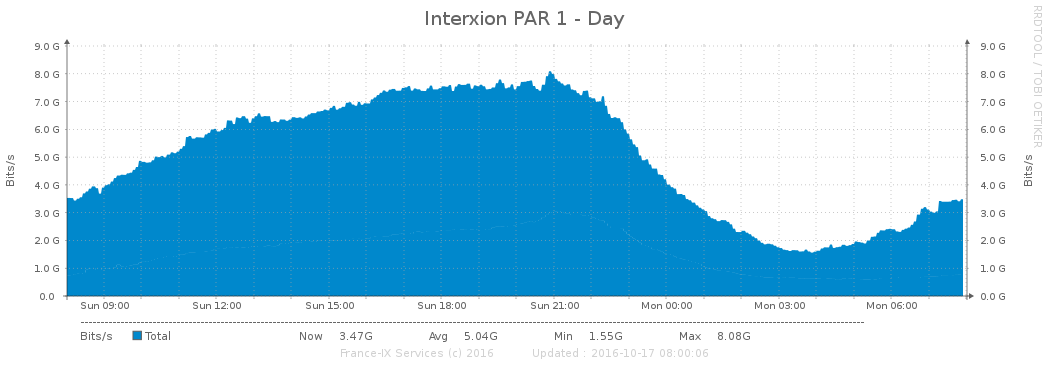 Interxion PAR 1 - Day
RRDTOOL / TOBI OETIKER
Bits/s
9.0 G 9.0 G
8.0 G 8.0 G
7.0 G 7.0 G
6.0 G 6.0 G
5.0 G 5.0 G
4.0 G 4.0 G
3.0 G 3.0 G
2.0 G 2.0 G
1.0 G 1.0 G
0.0 0.0 G
Bits/s
Sun 09:00 Sun 12:00 Sun 15:00 Sun 18:00 Sun 21:00 Mon 00:00 Mon 03:00 Mon 06:00
Bits/s Total Now 3.47G Avg 5.04G Min 1.55G Max 8.08G
France-IX Services (c) 2016 Updated : 2016-10-17 08:00:06